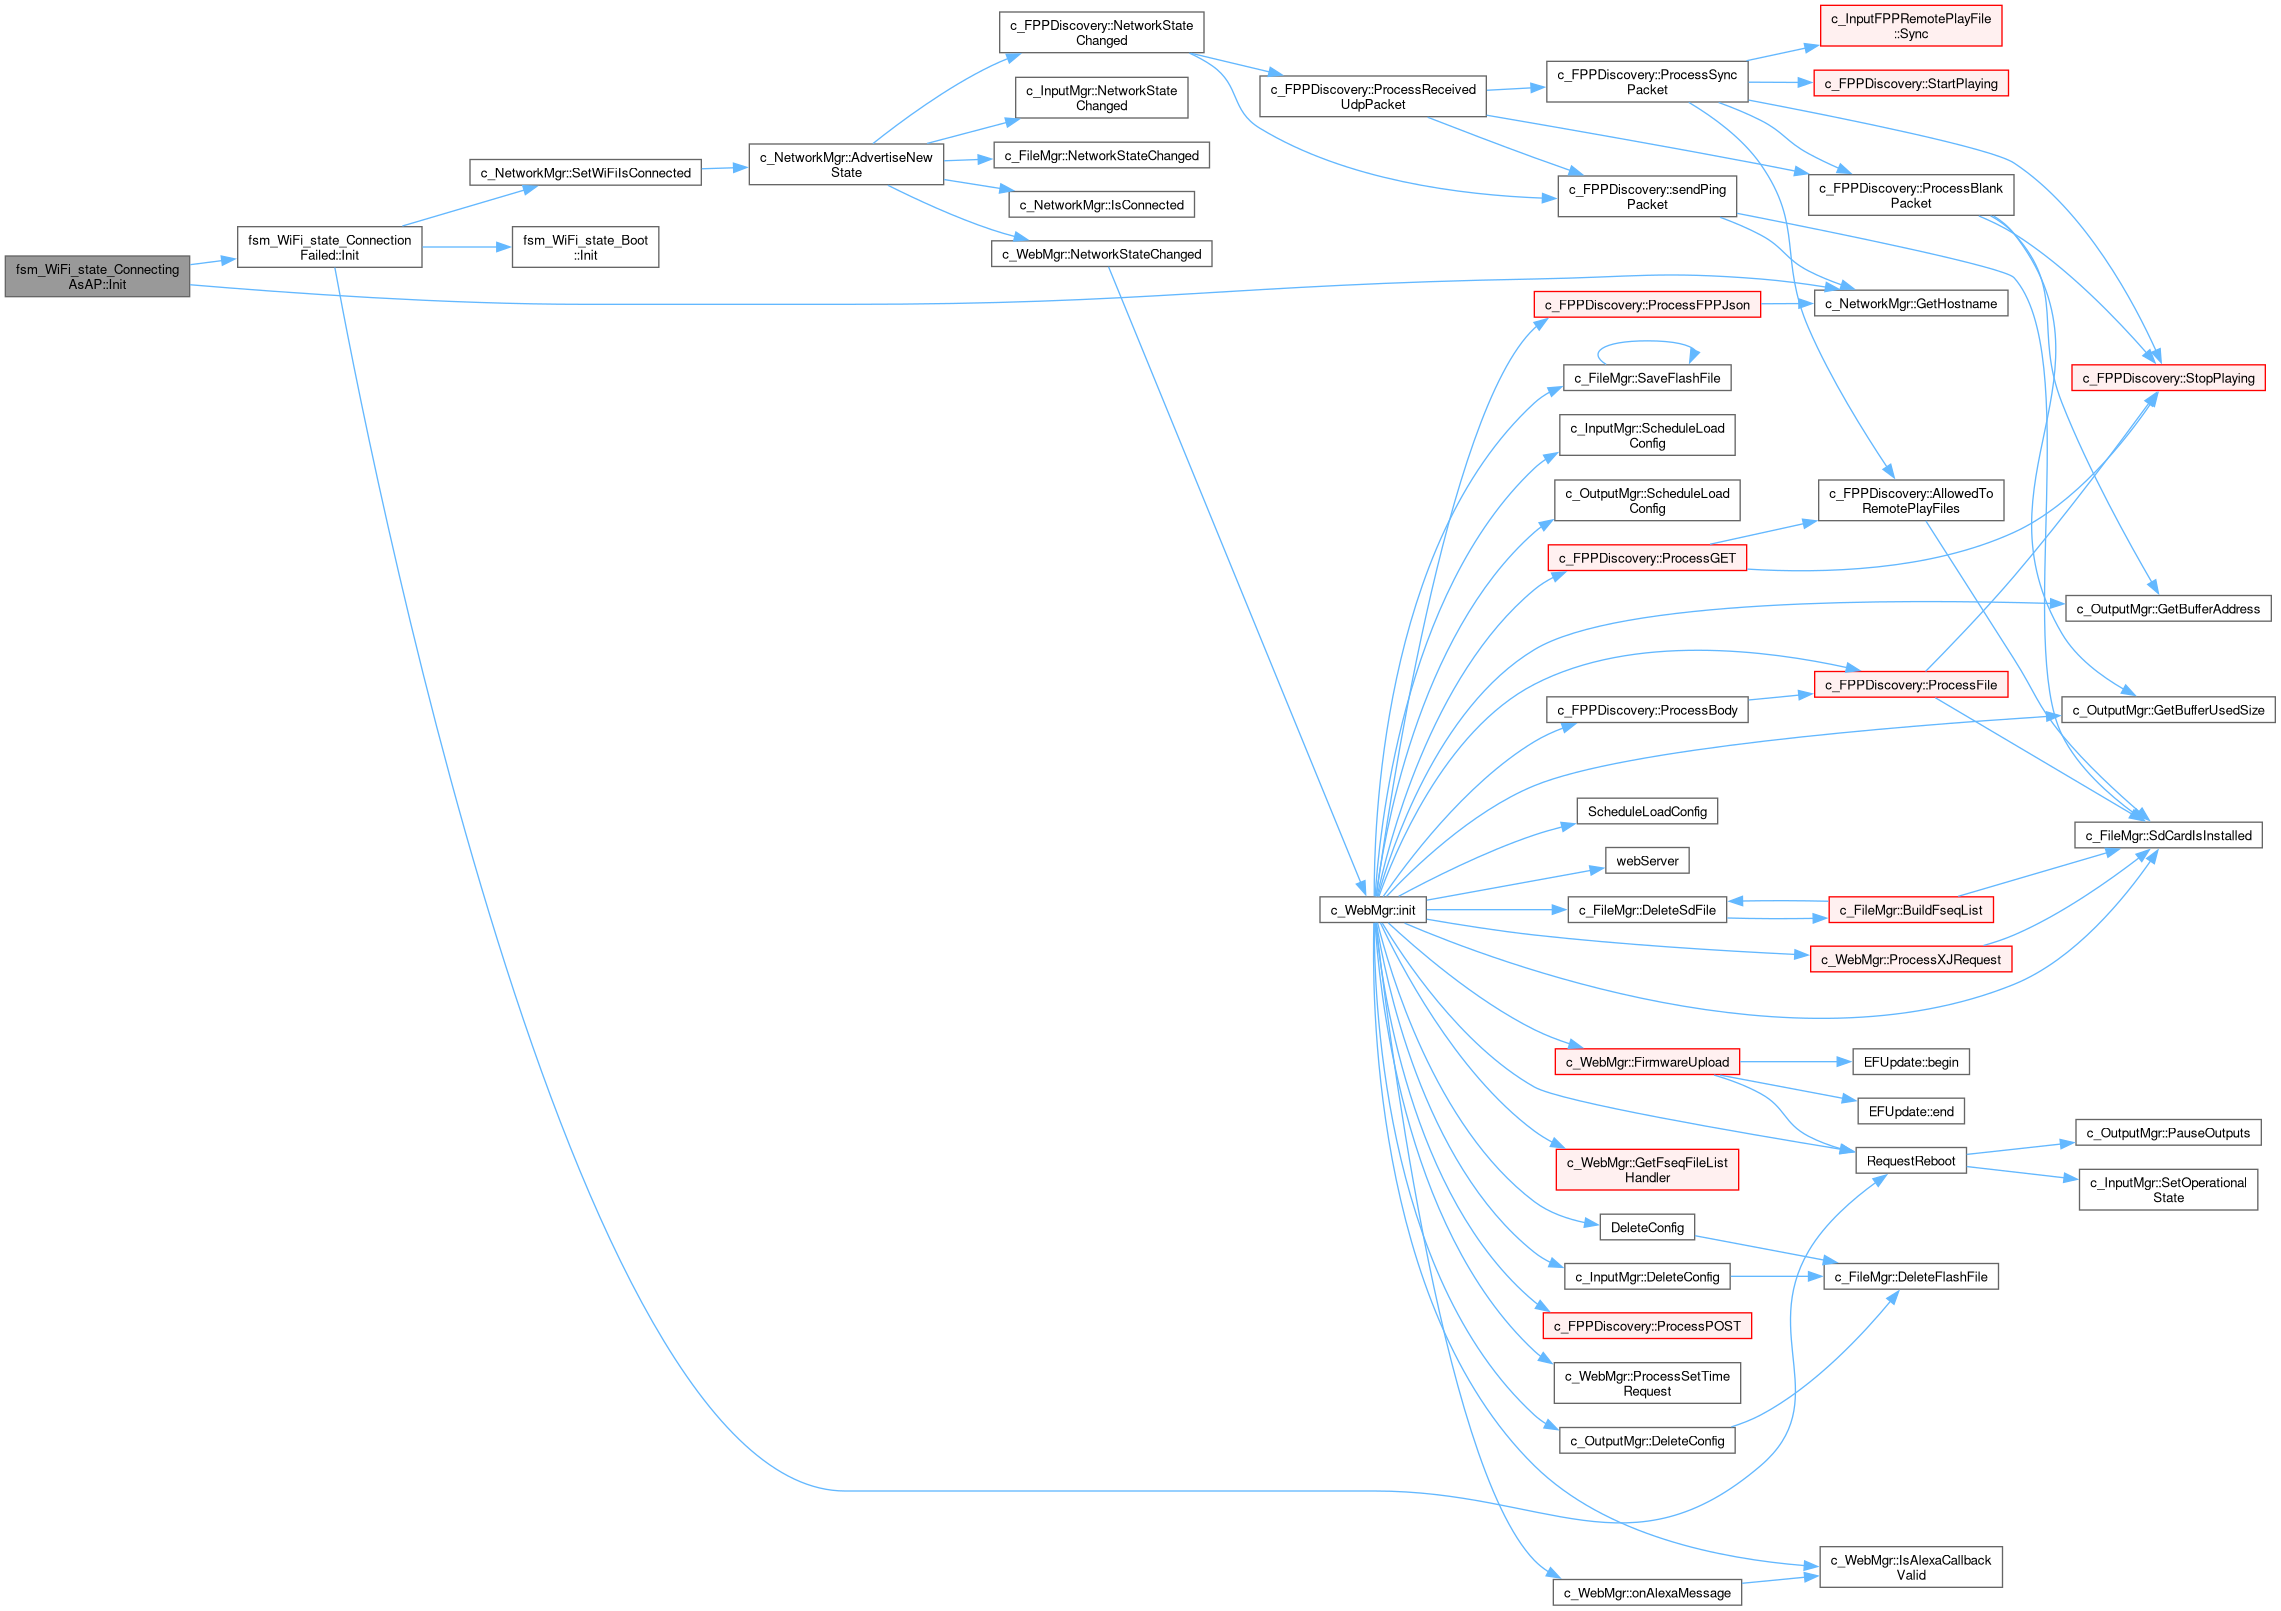 fsm_WiFi_state_Connecting
AsAP::Init
fsm_WiFi_state_Connection
Failed::Init
c_NetworkMgr::SetWiFiIsConnected
fsm_WiFi_state_Boot
::Init
c_NetworkMgr::AdvertiseNew
State
c_FPPDiscovery::NetworkState
Changed
c_InputMgr::NetworkState
Changed
c_FileMgr::NetworkStateChanged
c_NetworkMgr::IsConnected
c_WebMgr::NetworkStateChanged
c_FPPDiscovery::ProcessReceived
UdpPacket
c_WebMgr::init
c_FPPDiscovery::ProcessSync
Packet
c_FPPDiscovery::sendPing
Packet
c_FPPDiscovery::ProcessFPPJson
c_FileMgr::SaveFlashFile
c_InputMgr::ScheduleLoad
Config
c_OutputMgr::ScheduleLoad
Config
c_FPPDiscovery::ProcessGET
c_FPPDiscovery::ProcessBody
ScheduleLoadConfig
webServer
c_FileMgr::DeleteSdFile
c_WebMgr::FirmwareUpload
c_WebMgr::GetFseqFileList
Handler
DeleteConfig
c_InputMgr::DeleteConfig
c_FPPDiscovery::ProcessPOST
c_WebMgr::ProcessSetTime
Request
c_OutputMgr::DeleteConfig
c_WebMgr::onAlexaMessage
c_InputFPPRemotePlayFile
::Sync
c_FPPDiscovery::StartPlaying
c_FPPDiscovery::ProcessBlank
Packet
c_NetworkMgr::GetHostname
c_FPPDiscovery::AllowedTo
RemotePlayFiles
c_FPPDiscovery::ProcessFile
c_FileMgr::BuildFseqList
c_WebMgr::ProcessXJRequest
EFUpdate::begin
EFUpdate::end
RequestReboot
c_FileMgr::DeleteFlashFile
c_WebMgr::IsAlexaCallback
Valid
c_FPPDiscovery::StopPlaying
c_OutputMgr::GetBufferAddress
c_OutputMgr::GetBufferUsedSize
c_FileMgr::SdCardIsInstalled
c_OutputMgr::PauseOutputs
c_InputMgr::SetOperational
State